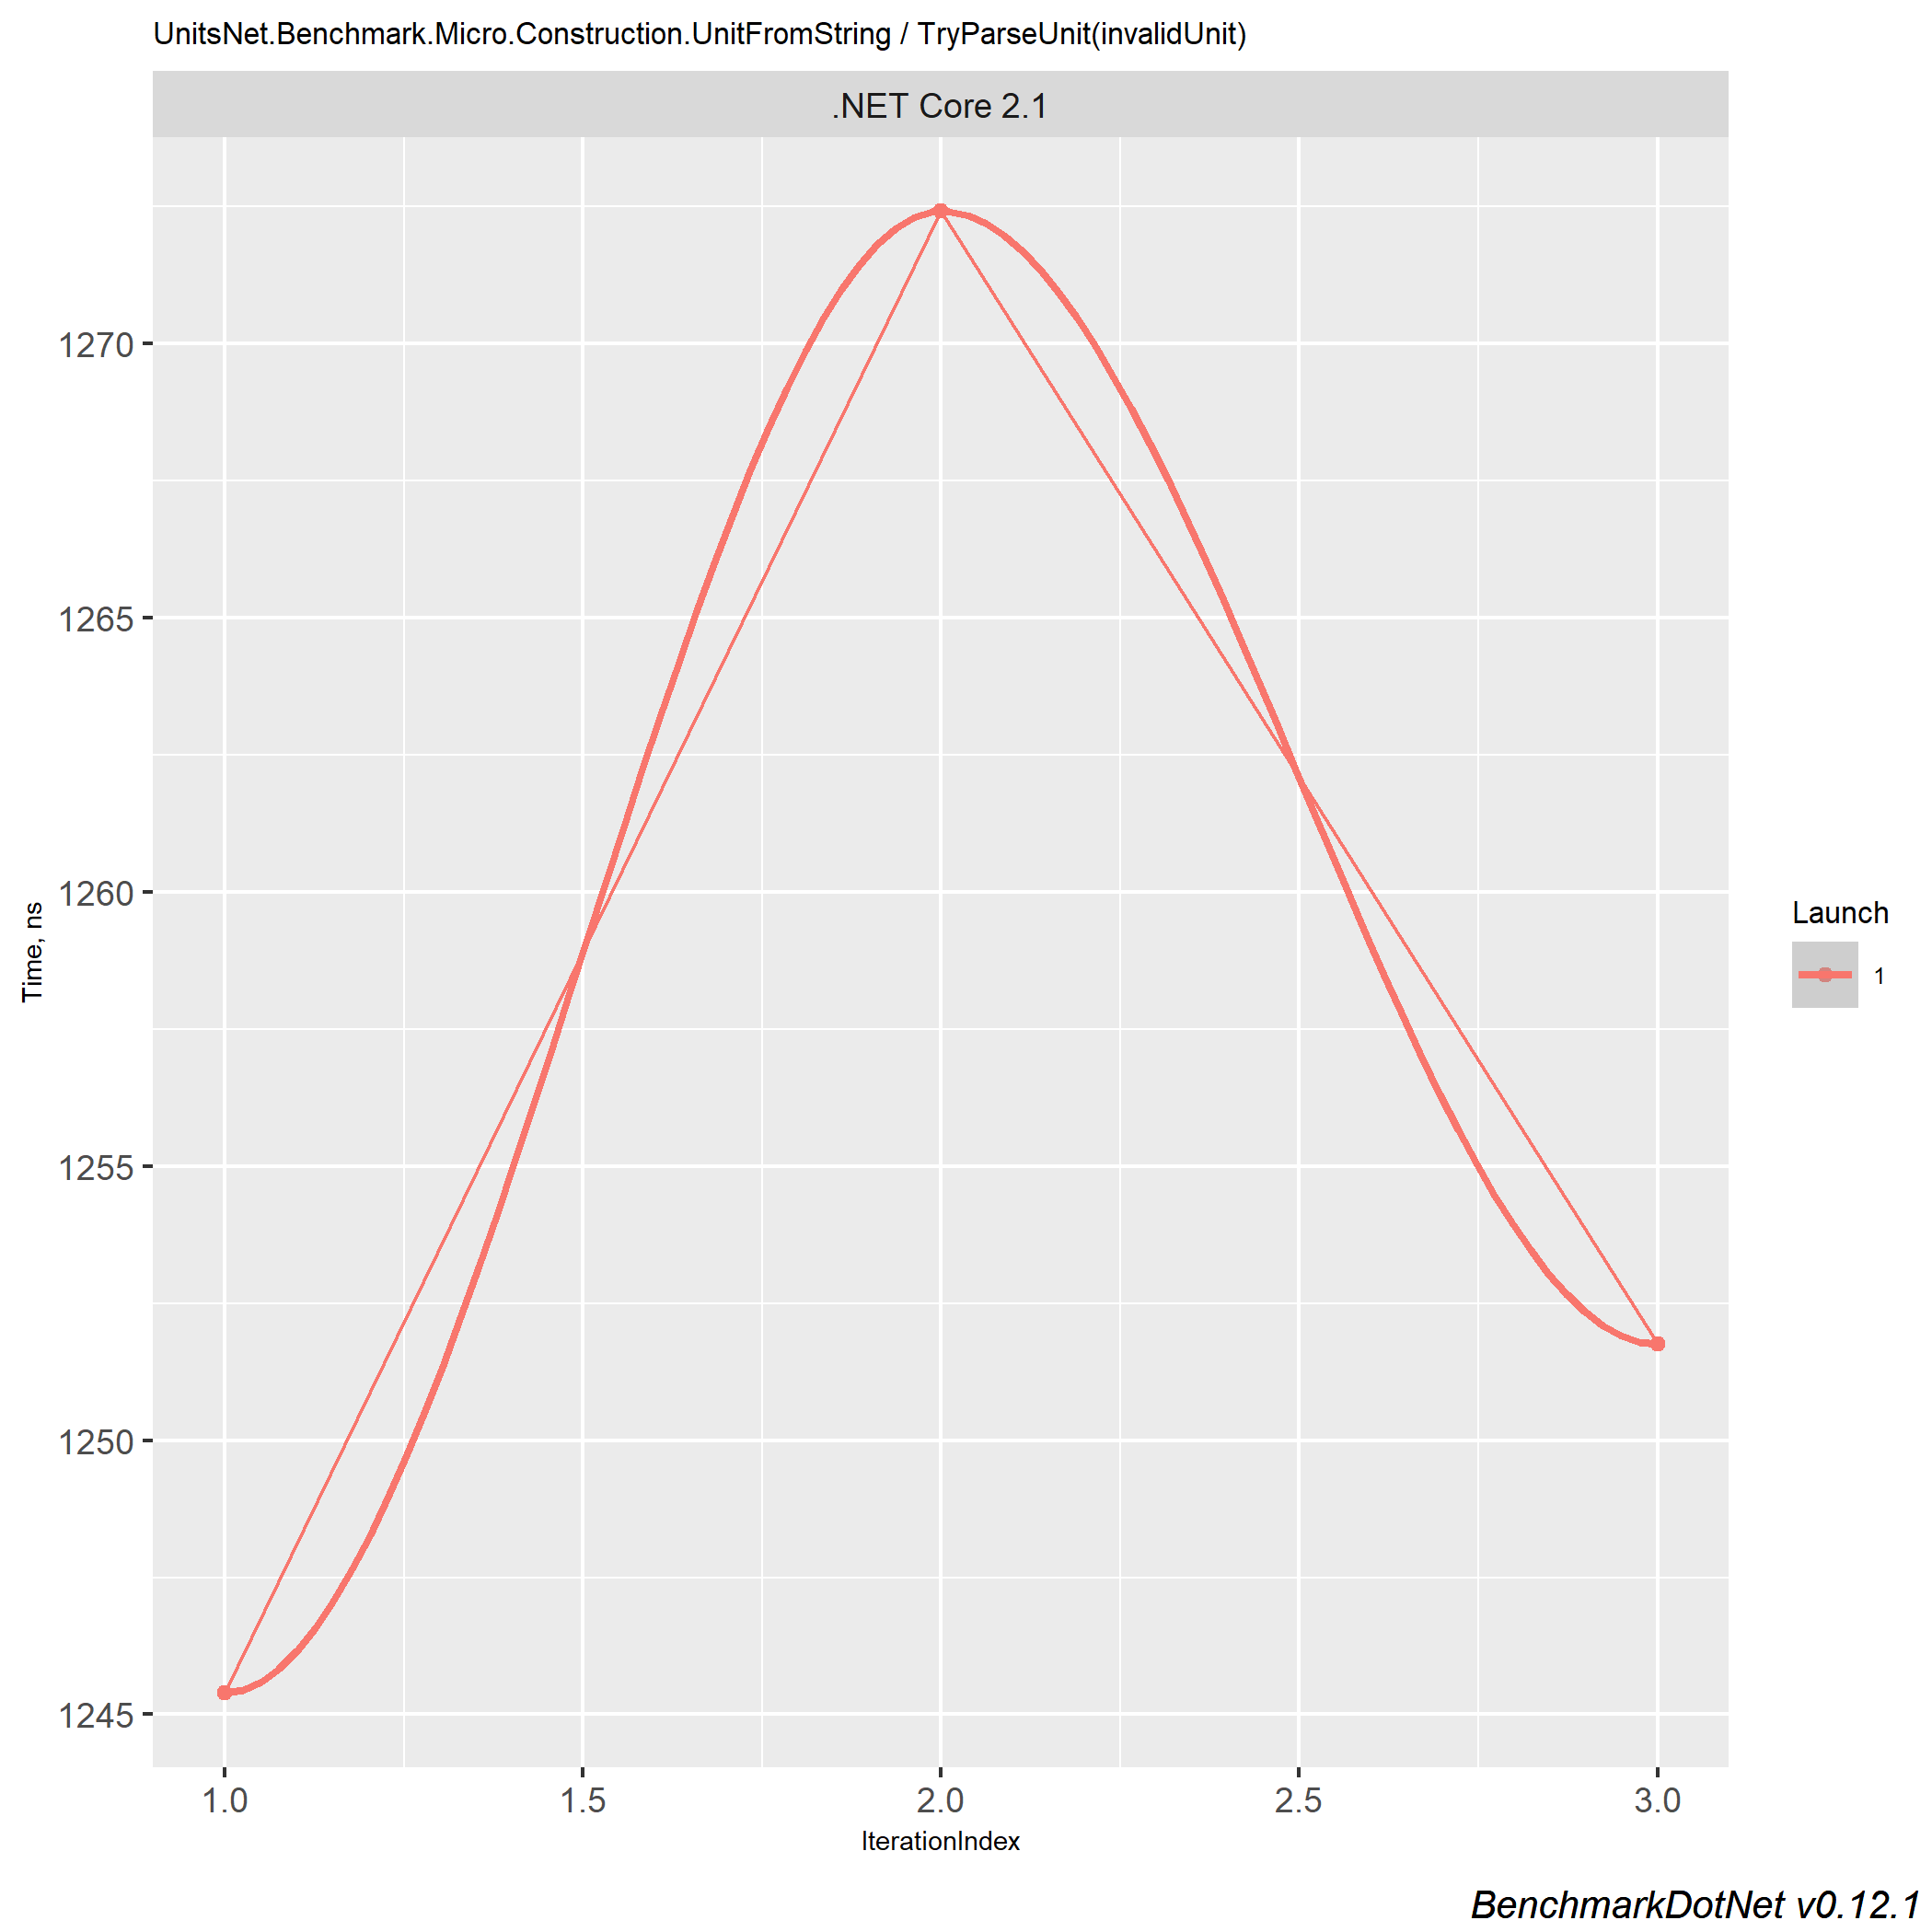 UnitsNet.Benchmark.Micro.Construction.UnitFromString / TryParseUnit(invalidUnit)
.NET Core 2.1
1270
1265
1260
1255
1250
1245
Time, ns
1.0 1.5 2.0 2.5 3.0
IterationIndex
Launch
1
BenchmarkDotNet v0.12.1